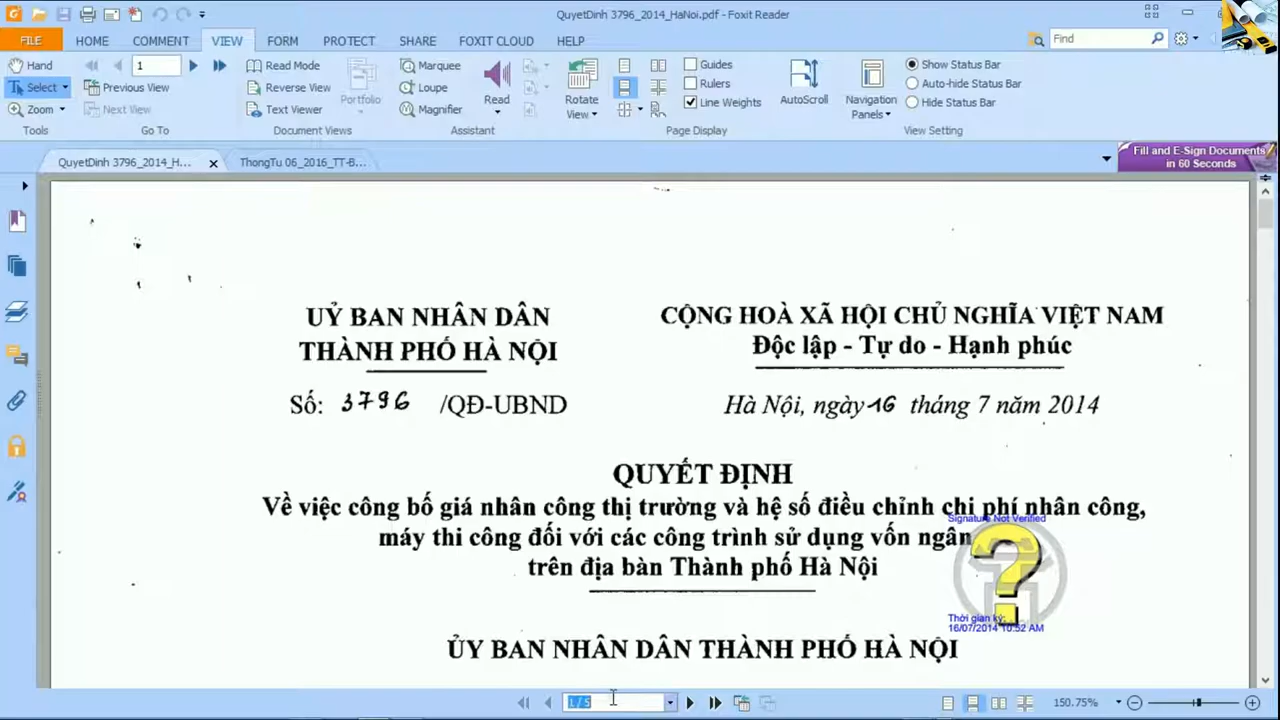 QuyetDinh 3796_2014_HaNoi.pdf - Foxit Reader
FILE HOME COMMENT VIEW FORM PROTECT SHARE FOXIT CLOUD HELP Find
Hand 1 Read Mode Marquee Guides Show Status Bar
Select Previous View Reverse View Loupe Rulers Auto-hide Status Bar
Zoom Next View Text Viewer Portfolio Magnifier Read Rotate View Line Weights AutoScroll Navigation Panels Hide Status Bar
Tools Go To Document Views Assistant Page Display View Setting
QuyetDinh 3796_2014_H... ThongTu 06_2016_TT-B... Fill and E-Sign Documents
in 60 Seconds
UỶ BAN NHÂN DÂN
THÀNH PHỐ HÀ NỘI
CỘNG HOÀ XÃ HỘI CHỦ NGHĨA VIỆT NAM
Độc lập - Tự do - Hạnh phúc
Số: 3796 /QĐ-UBND
Hà Nội, ngày 16 tháng 7 năm 2014
QUYẾT ĐỊNH
Về việc công bố giá nhân công thị trường và hệ số điều chỉnh chi phí nhân công,
Signature Not Verified
máy thi công đối với các công trình sử dụng vốn ngân
trên địa bàn Thành phố Hà Nội
Thời gian ký:
16/07/2014 10:52 AM
ỦY BAN NHÂN DÂN THÀNH PHỐ HÀ NỘI
1 / 5 150.75%